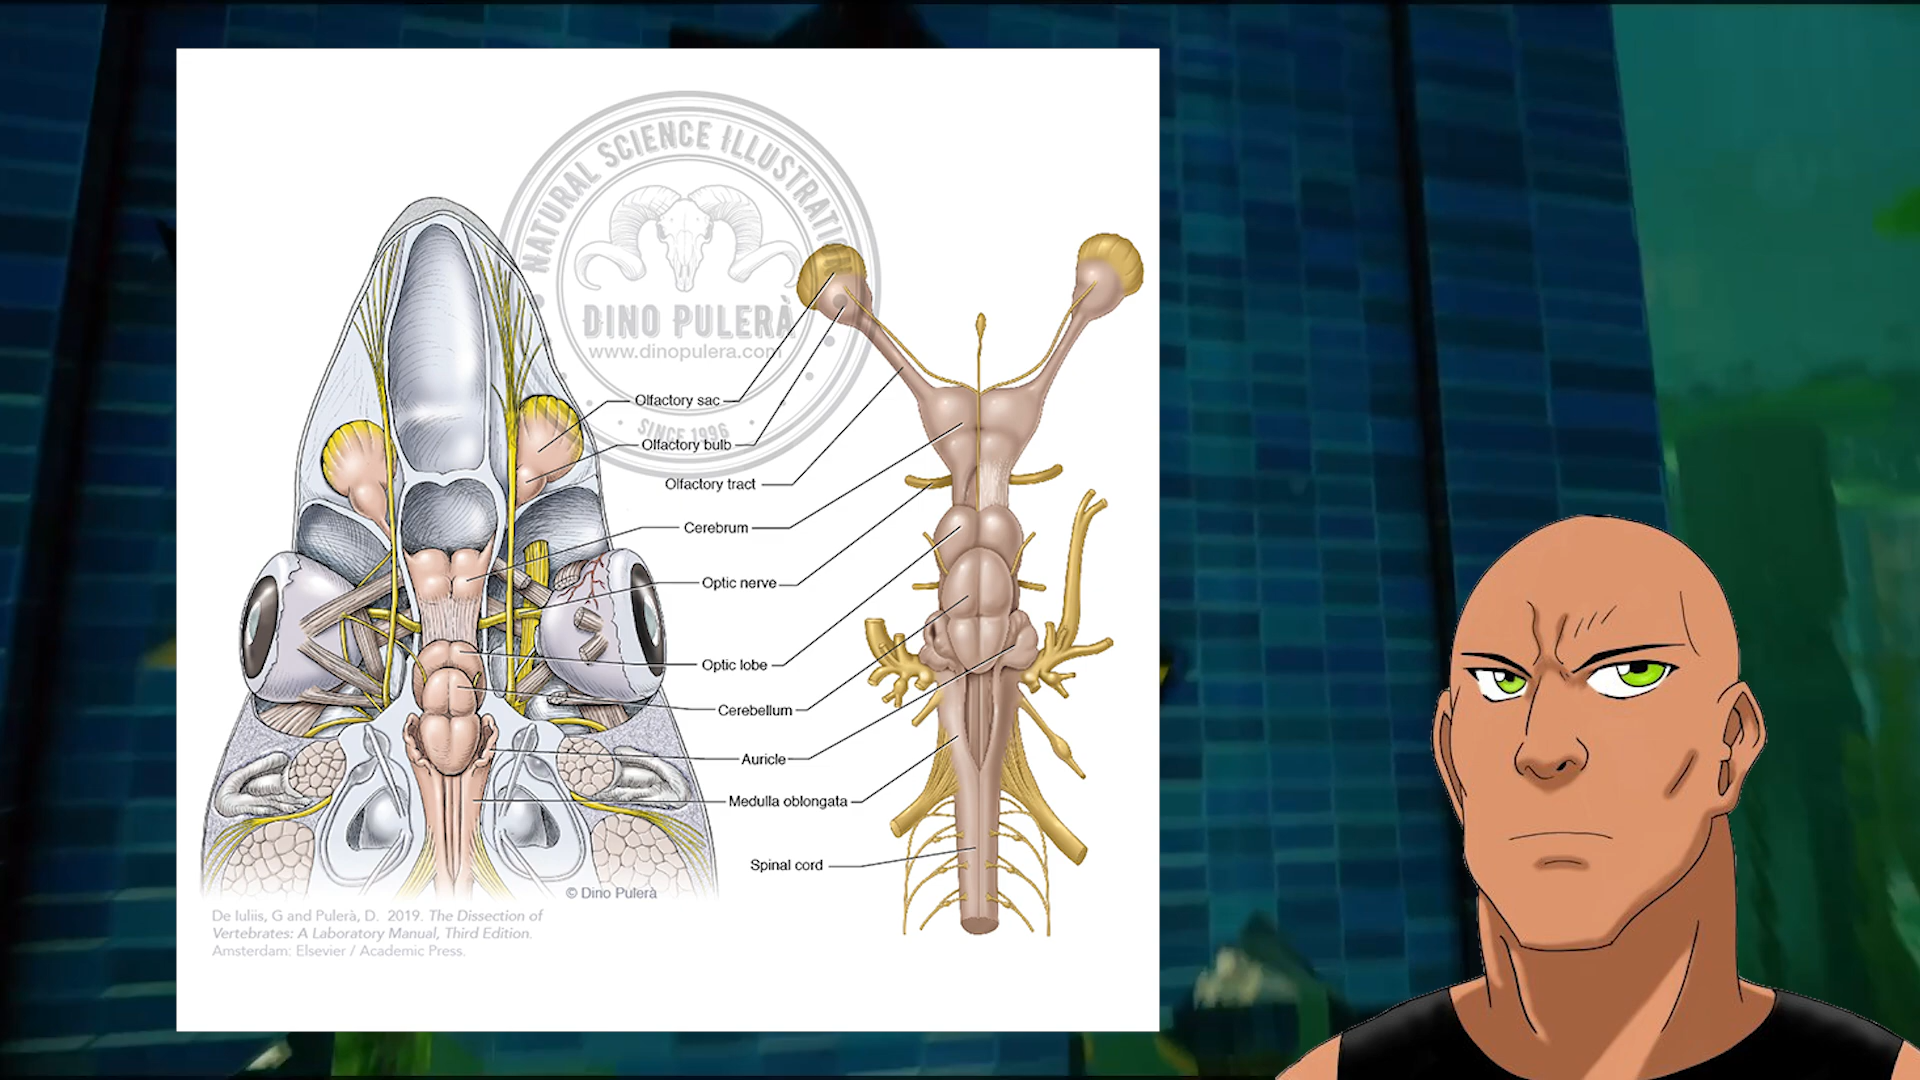 NATURAL SCIENCE ILLUSTRATI
DINO PULERÀ
www.dinopulera.com
SINCE 1996
Olfactory sac
Olfactory bulb
Olfactory tract
Cerebrum
Optic nerve
Optic lobe
Cerebellum
Auricle
Medulla oblongata
Spinal cord
© Dino Pulerà
De Iuliis, G and Pulerà, D. 2019. The Dissection of
Vertebrates: A Laboratory Manual, Third Edition.
Amsterdam: Elsevier / Academic Press.